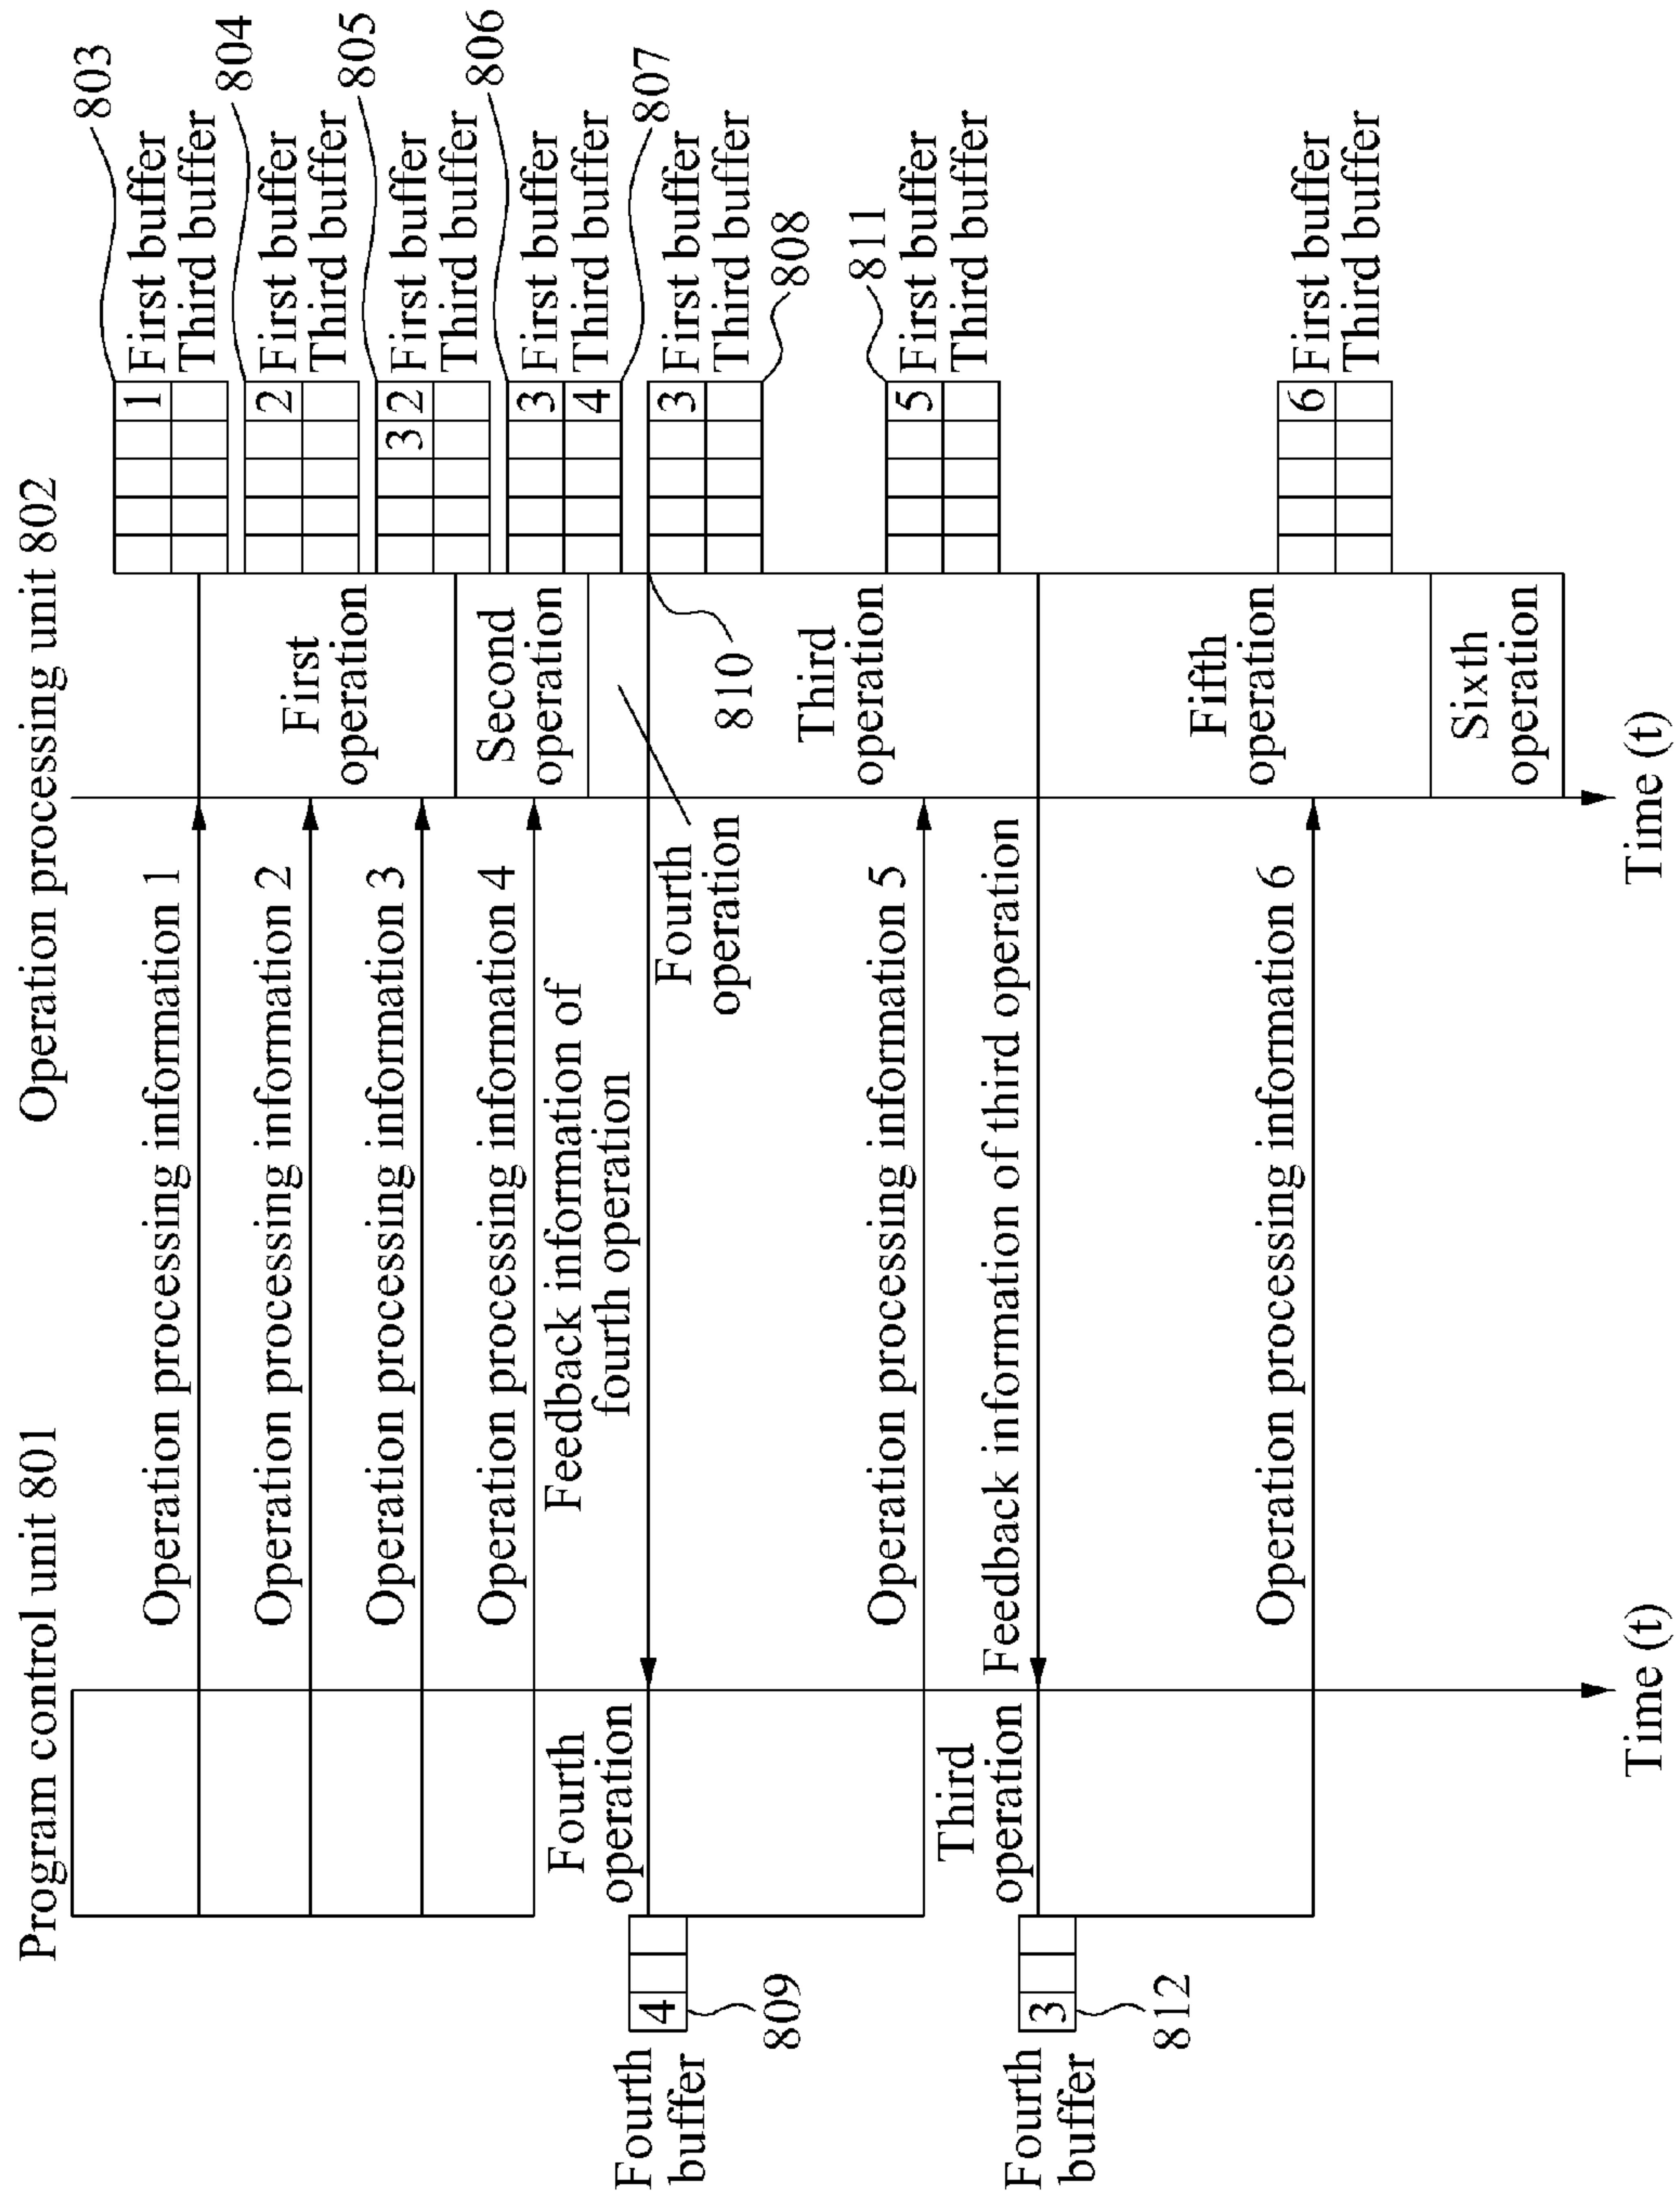 Program control unit 801
Operation processing unit 802
Operation processing information 1
Operation processing information 2
Operation processing information 3
Operation processing information 4
Feedback information of
fourth operation
Fourth
operation
Operation processing information 5
Feedback information of third operation
Third
operation
Operation processing information 6
Fourth
buffer
4
809
Fourth
buffer
3
812
Time (t)
First
operation
Second
operation
Fourth
operation
810
Third
operation
Fifth
operation
Sixth
operation
Time (t)
803
1
First buffer
Third buffer
804
2
First buffer
Third buffer
805
3 2
First buffer
Third buffer
806
3
First buffer
4
Third buffer
807
3
First buffer
Third buffer
808
811
5
First buffer
Third buffer
6
First buffer
Third buffer